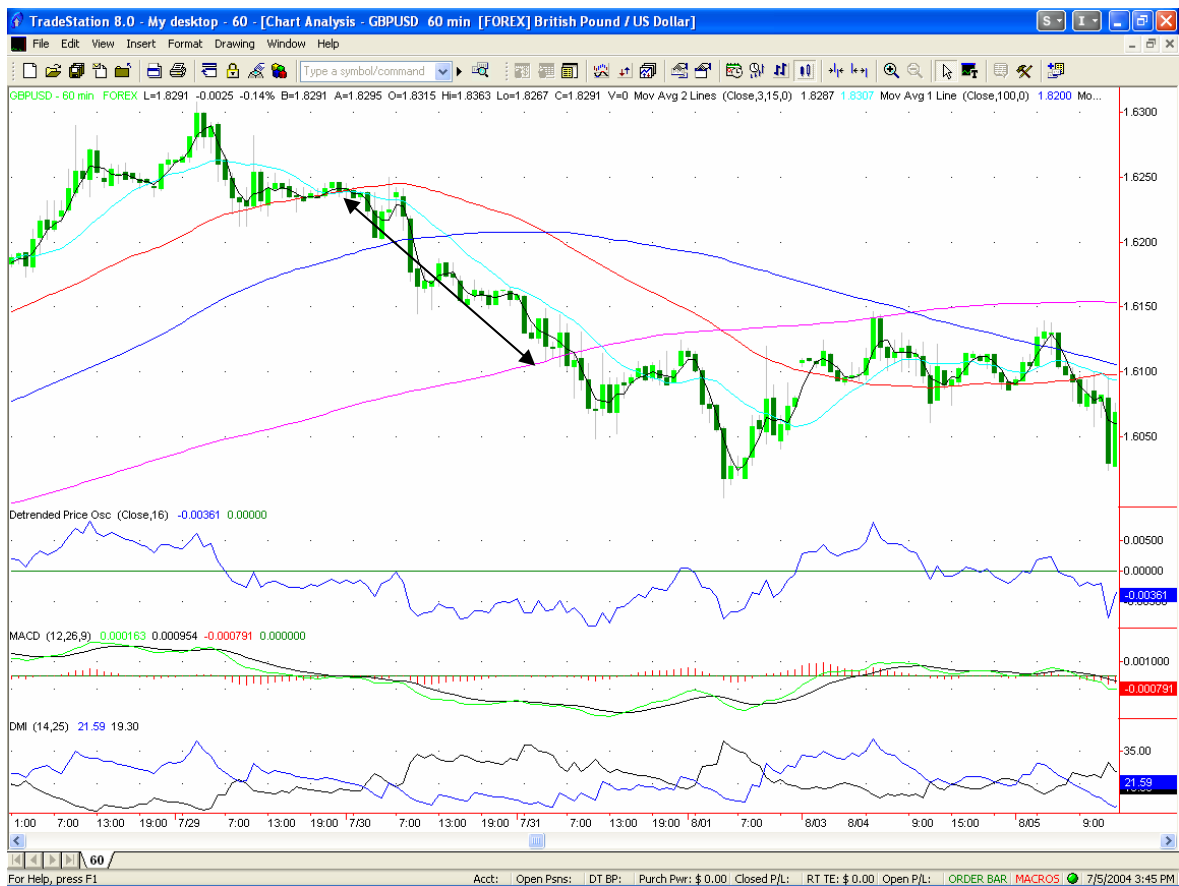 TradeStation 8.0 - My desktop - 60 - [Chart Analysis - GBPUSD 60 min [FOREX] British Pound / US Dollar]
S I
File Edit View Insert Format Drawing Window Help
Type a symbol/command
GBPUSD - 60 min FOREX L=1.8291 -0.0025 -0.14% B=1.8291 A=1.8295 O=1.8315 Hi=1.8363 Lo=1.8267 C=1.8291 V=0 Mov Avg 2 Lines (Close,3,15,0) 1.8287 1.8307 Mov Avg 1 Line (Close,100,0) 1.8200 Mo...
1.6300
1.6250
1.6200
1.6150
1.6100
1.6050
Detrended Price Osc (Close,16) -0.00361 0.00000
0.00500
0.00000
-0.00361
MACD (12,26,9) 0.000163 0.000954 -0.000791 0.000000
0.001000
-0.000791
DMI (14,25) 21.59 19.30
35.00
21.59
1:00 7:00 13:00 19:00 7/29 7:00 13:00 19:00 7/30 7:00 13:00 19:00 7/31 7:00 13:00 19:00 8/01 7:00 8/03 8/04 9:00 15:00 8/05 9:00
60
For Help, press F1 Acct: Open Psns: DT BP: Purch Pwr: $ 0.00 Closed P/L: RT TE: $ 0.00 Open P/L: ORDER BAR MACROS 7/5/2004 3:45 PM